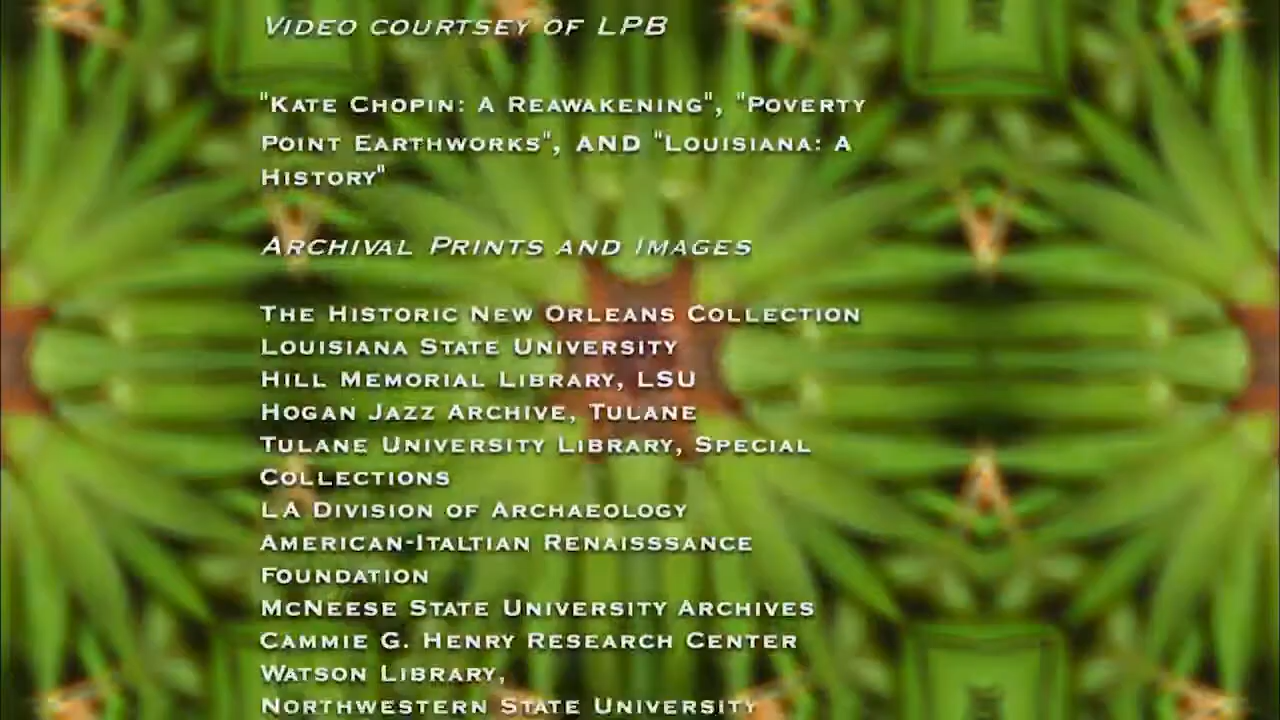 VIDEO COURTSEY OF LPB
"KATE CHOPIN: A REAWAKENING", "POVERTY
POINT EARTHWORKS", AND "LOUISIANA: A
HISTORY"
ARCHIVAL PRINTS AND IMAGES
THE HISTORIC NEW ORLEANS COLLECTION
LOUISIANA STATE UNIVERSITY
HILL MEMORIAL LIBRARY, LSU
HOGAN JAZZ ARCHIVE, TULANE
TULANE UNIVERSITY LIBRARY, SPECIAL
COLLECTIONS
LA DIVISION OF ARCHAEOLOGY
AMERICAN-ITALTIAN RENAISSSANCE
FOUNDATION
MCNEESE STATE UNIVERSITY ARCHIVES
CAMMIE G. HENRY RESEARCH CENTER
WATSON LIBRARY,
NORTHWESTERN STATE UNIVERSITY